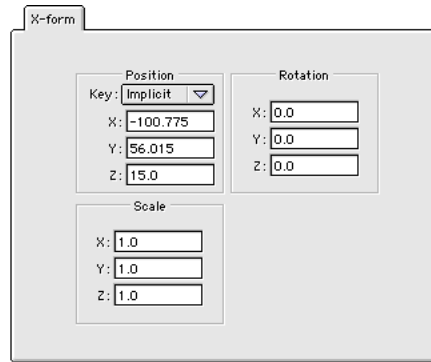 X-form
Position
Key: Implicit
X: -100.775
Y: 56.015
Z: 15.0
Rotation
X: 0.0
Y: 0.0
Z: 0.0
Scale
X: 1.0
Y: 1.0
Z: 1.0